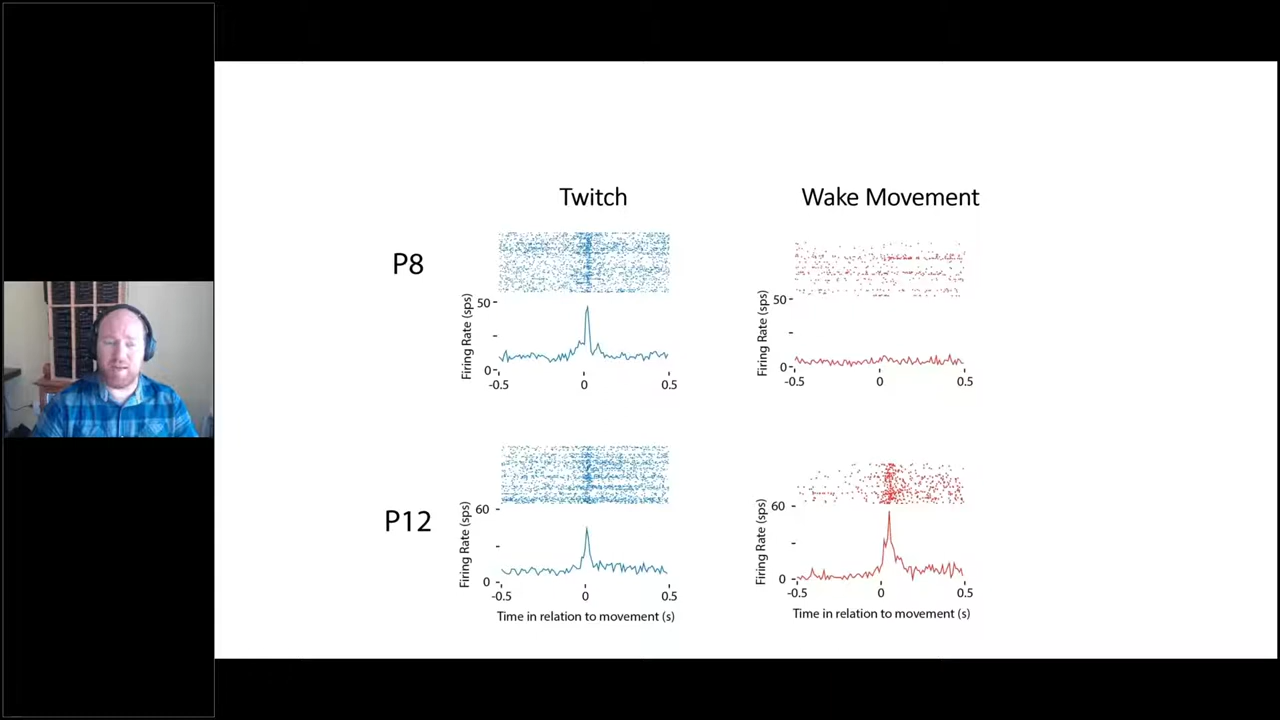 Twitch
Wake Movement
P8
Firing Rate (sps)
50
0
-0.5
0
0.5
Firing Rate (sps)
50
0
-0.5
0
0.5
P12
Firing Rate (sps)
60
0
-0.5
0
0.5
Time in relation to movement (s)
Firing Rate (sps)
60
0
-0.5
0
0.5
Time in relation to movement (s)